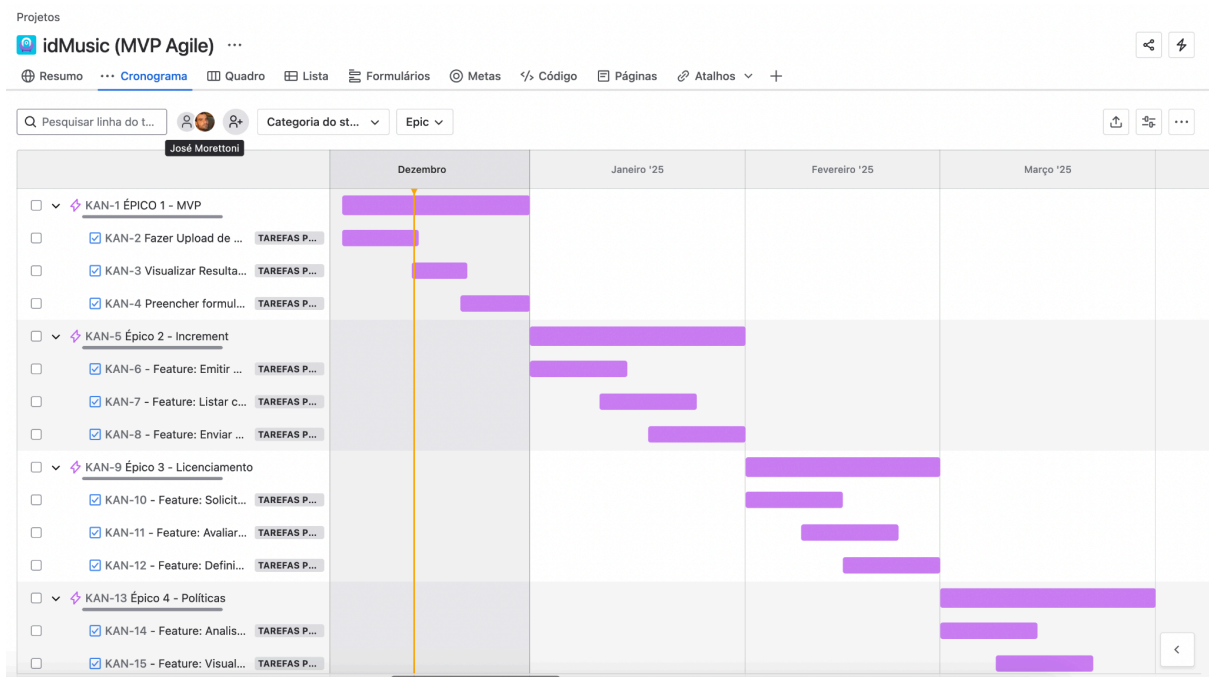 Projetos
idMusic (MVP Agile) ...
Resumo ... Cronograma Quadro Lista Formulários Metas Código Páginas Atalhos
Pesquisar linha do t... Categoria do st... Epic
José Morettoni
Dezembro Janeiro '25 Fevereiro '25 Março '25
KAN-1 ÉPICO 1 - MVP
KAN-2 Fazer Upload de ... TAREFAS P...
KAN-3 Visualizar Resulta... TAREFAS P...
KAN-4 Preencher formul... TAREFAS P...
KAN-5 Épico 2 - Increment
KAN-6 - Feature: Emitir ... TAREFAS P...
KAN-7 - Feature: Listar c... TAREFAS P...
KAN-8 - Feature: Enviar ... TAREFAS P...
KAN-9 Épico 3 - Licenciamento
KAN-10 - Feature: Solicit... TAREFAS P...
KAN-11 - Feature: Avaliar... TAREFAS P...
KAN-12 - Feature: Defini... TAREFAS P...
KAN-13 Épico 4 - Políticas
KAN-14 - Feature: Analis... TAREFAS P...
KAN-15 - Feature: Visual... TAREFAS P...